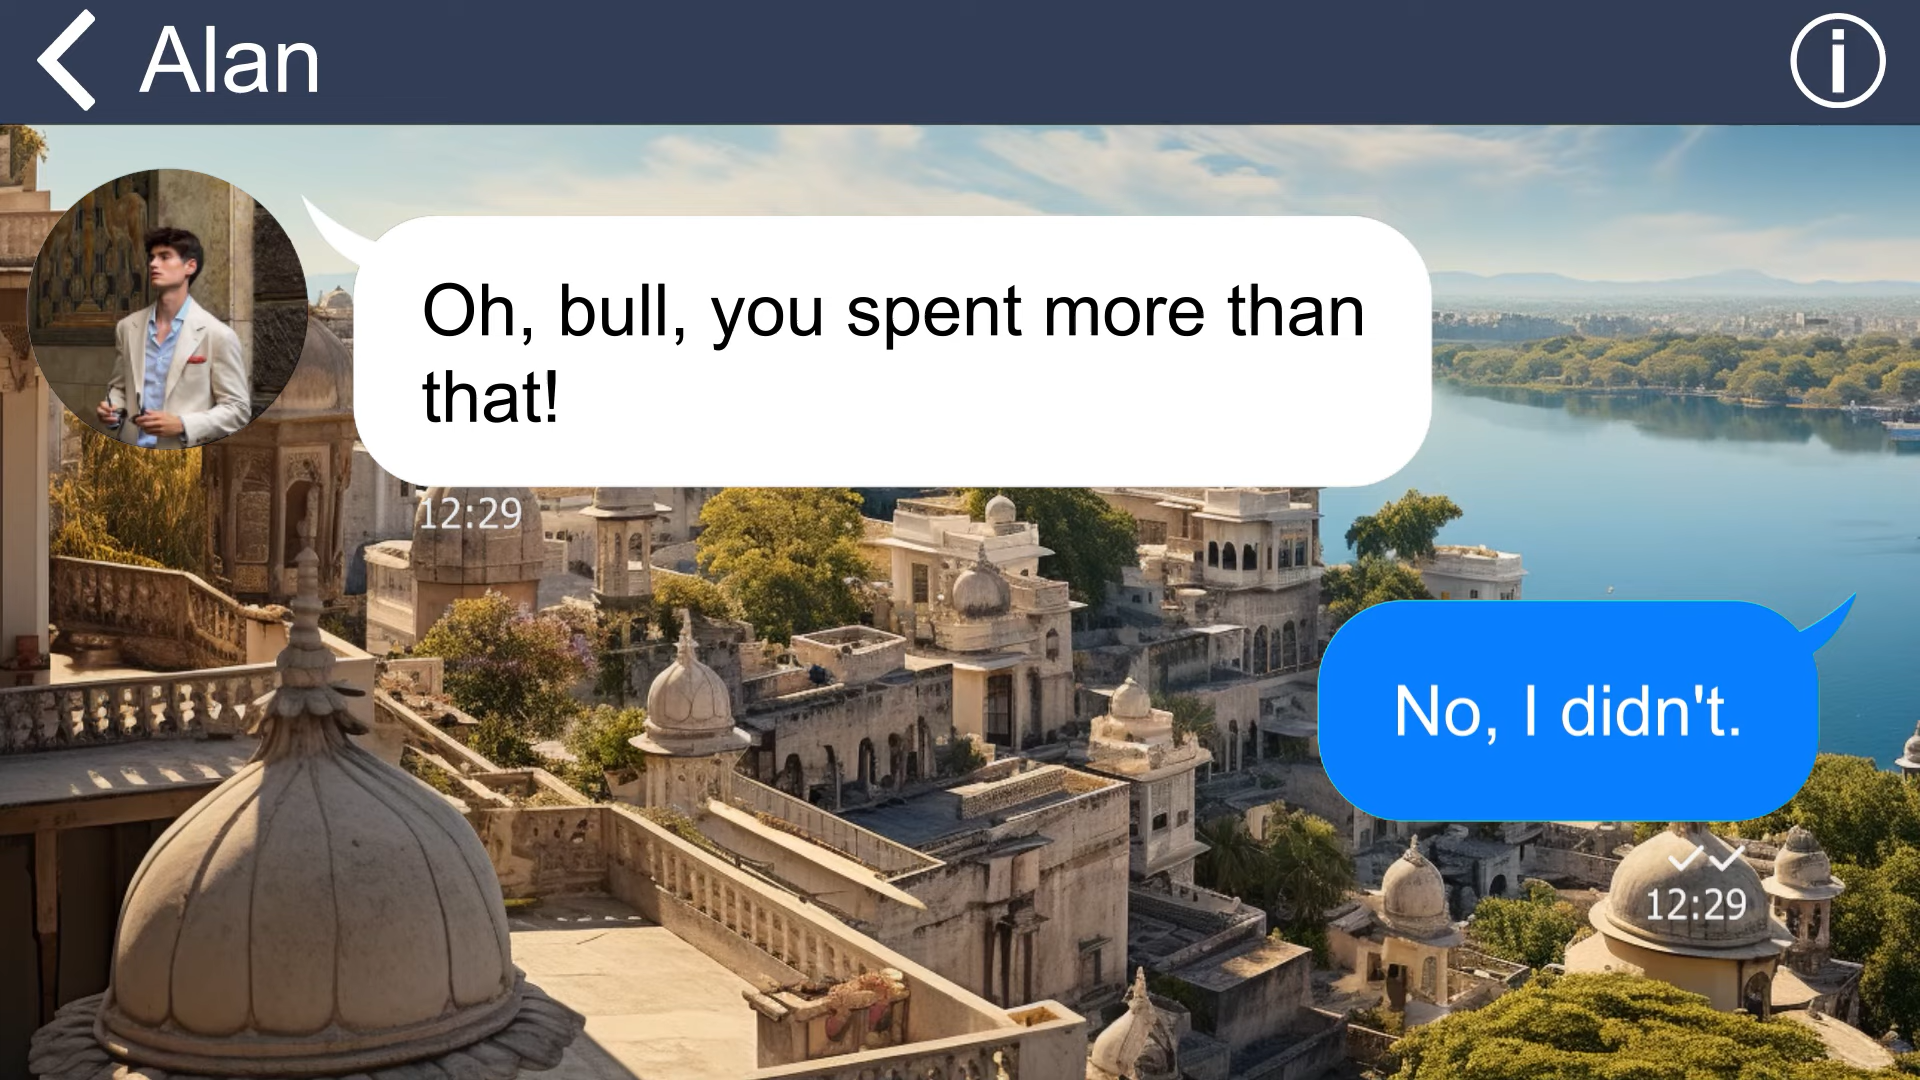 Alan
Oh, bull, you spent more than
that!
12:29
No, I didn't.
12:29